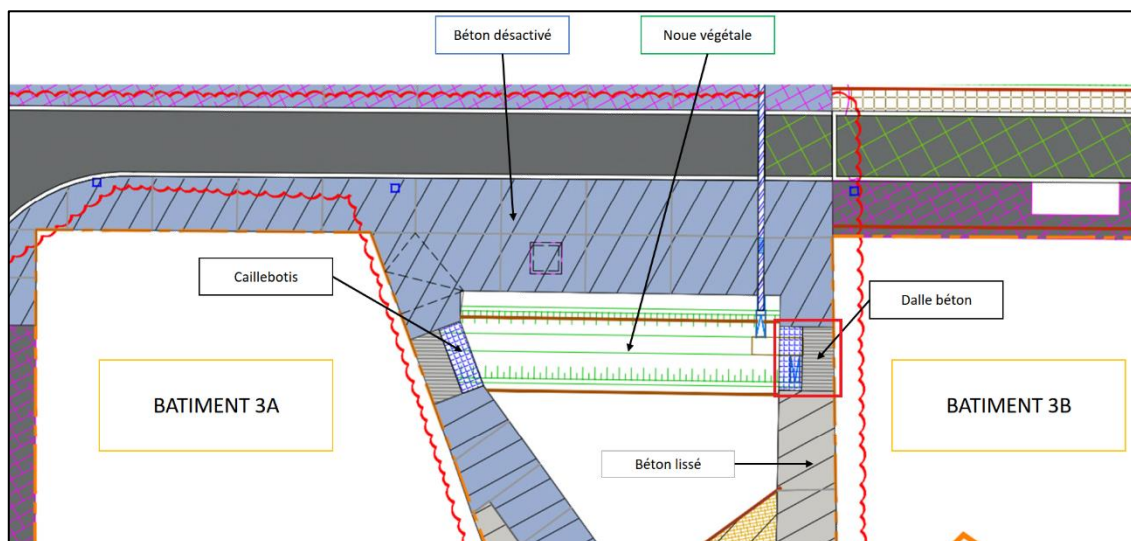 Béton désactivé
Noue végétale
Caillebotis
Dalle béton
BATIMENT 3A
BATIMENT 3B
Béton lissé